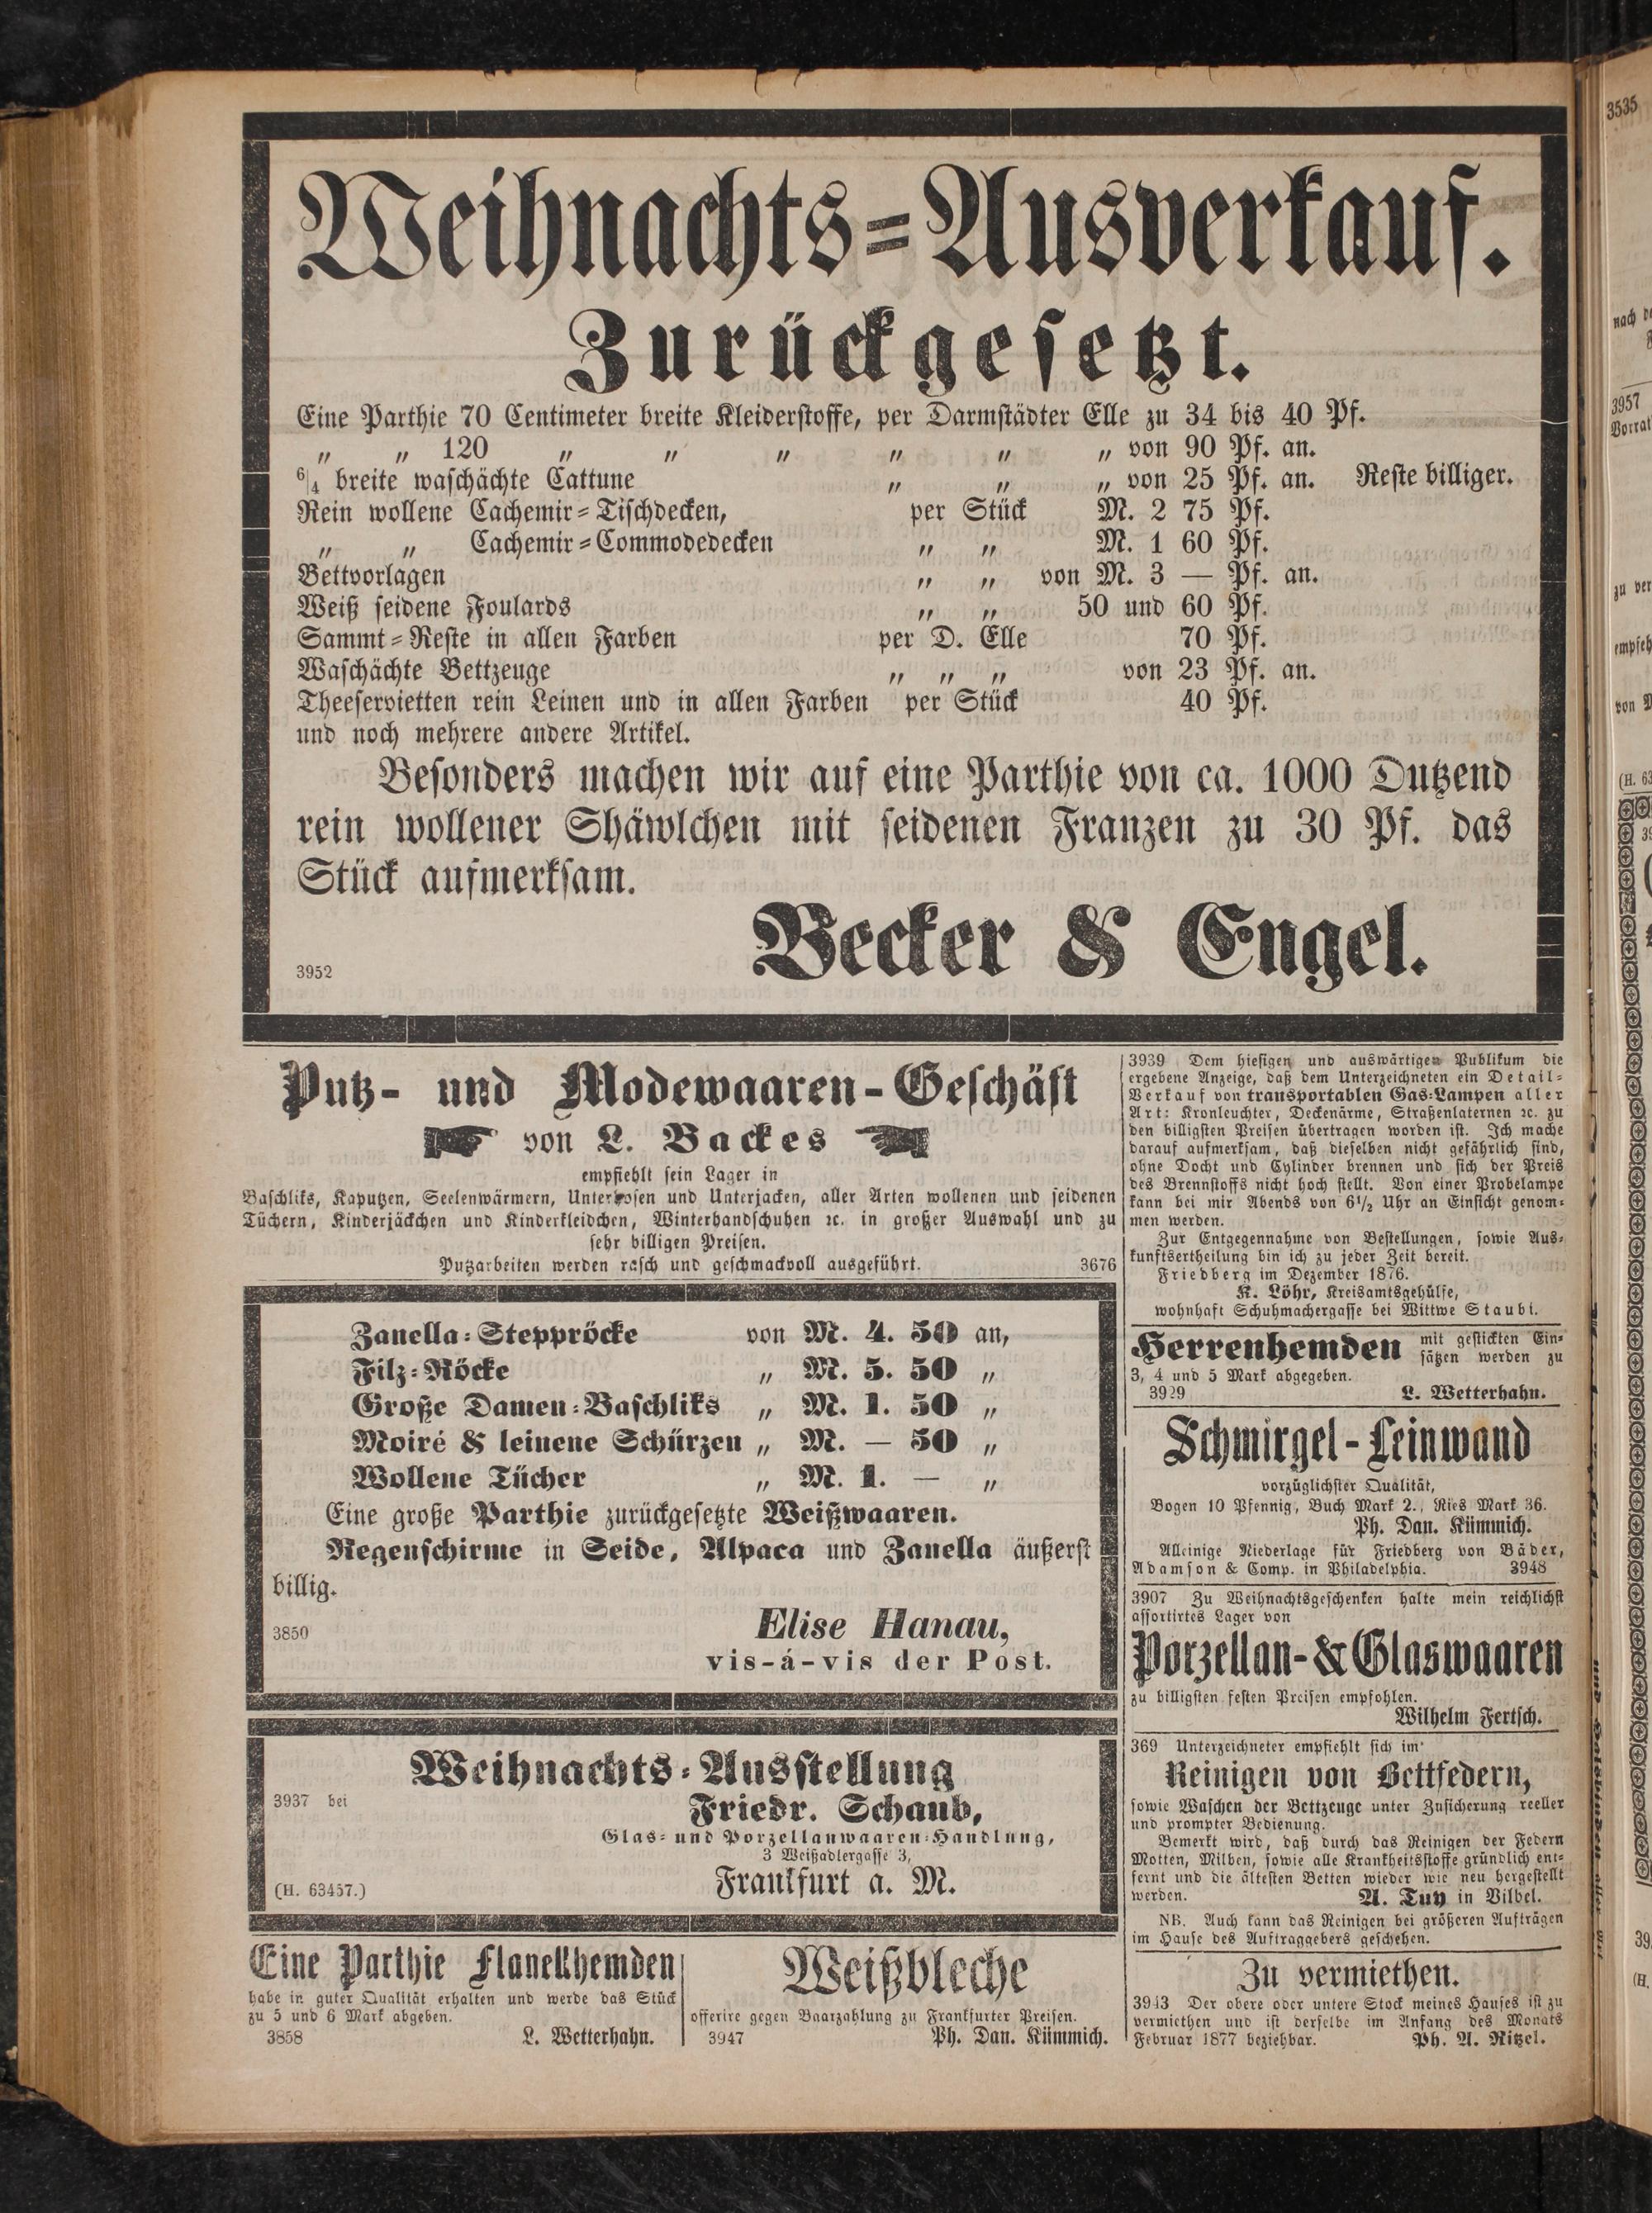 Weihnachts=Ausverkauf.
Zurückgesetzt.
Eine Parthie 70 Centimeter breite Kleiderstoffe, per Darmstädter Elle zu 34 bis 40 Pf.
„ „ 120 „ „ „ „ „ „ von 90 Pf. an.
6/4 breite waschächte Cattune „ „ „ von 25 Pf. an. Reste billiger.
Rein wollene Cachemir=Tischdecken, per Stück M. 2 75 Pf.
„ „ Cachemir=Commodedecken „ „ M. 1 60 Pf.
Bettvorlagen „ „ von M. 3 — Pf. an.
Weiß seidene Foulards „ „ 50 und 60 Pf.
Sammt=Reste in allen Farben per D. Elle 70 Pf.
Waschächte Bettzeuge „ „ „ von 23 Pf. an.
Theeservietten rein Leinen und in allen Farben per Stück 40 Pf.
und noch mehrere andere Artikel.
Besonders machen wir auf eine Parthie von ca. 1000 Dutzend
rein wollener Shäwlchen mit seidenen Franzen zu 30 Pf. das
Stück aufmerksam.
Becker & Engel.
3952
Putz- und Modewaaren-Geschäft
von L. Backes
empfiehlt sein Lager in
Baschliks, Kaputzen, Seelenwärmern, Unterhosen und Unterjacken, aller Arten wollenen und seidenen
Tüchern, Kinderjäckchen und Kinderkleidchen, Winterhandschuhen ꝛc. in großer Auswahl und zu
sehr billigen Preisen.
Putzarbeiten werden rasch und geschmackvoll ausgeführt. 3676
Zanella=Steppröcke von M. 4. 50 an,
Filz=Röcke „ M. 5. 50 „
Große Damen=Baschliks „ M. 1. 50 „
Moiré & leinene Schürzen „ M. — 50 „
Wollene Tücher „ M. 1. — „
Eine große Parthie zurückgesetzte Weißwaaren.
Regenschirme in Seide, Alpaca und Zanella äußerst
billig.
3850 Elise Hanau,
vis-á-vis der Post.
Weihnachts=Ausstellung
3937 bei Friedr. Schaub,
Glas= und Porzellanwaaren=Handlung,
3 Weißadlergasse 3,
(H. 63457.) Frankfurt a. M.
Eine Parthie Flanellhemden
habe in guter Qualität erhalten und werde das Stück
zu 5 und 6 Mark abgeben.
3858 L. Wetterhahn.
Weißbleche
offerire gegen Baarzahlung zu Frankfurter Preisen.
3947 Ph. Dan. Kümmich.
3939 Dem hiesigen und auswärtigen Publikum die
ergebene Anzeige, daß dem Unterzeichneten ein Detail=
Verkauf von transportablen Gas=Lampen aller
Art: Kronleuchter, Deckenärme, Straßenlaternen ꝛc. zu
den billigsten Preisen übertragen worden ist. Ich mache
darauf aufmerksam, daß dieselben nicht gefährlich sind,
ohne Docht und Cylinder brennen und sich der Preis
des Brennstoffs nicht hoch stellt. Von einer Probelampe
kann bei mir Abends von 6½ Uhr an Einsicht genom=
men werden.
Zur Entgegennahme von Bestellungen, sowie Aus=
kunftsertheilung bin ich zu jeder Zeit bereit.
Friedberg im Dezember 1876.
K. Löhr, Kreisamtsgehülfe,
wohnhaft Schuhmachergasse bei Wittwe Staubi.
Herrenhemden mit gestickten Ein=
sätzen werden zu
3, 4 und 5 Mark abgegeben.
3929 L. Wetterhahn.
Schmirgel-Leinwand
vorzüglichster Qualität,
Bogen 10 Pfennig, Buch Mark 2., Ries Mark 36.
Ph. Dan. Kümmich.
Alleinige Niederlage für Friedberg von Bäder,
Adamson & Comp. in Philadelphia. 3948
3907 Zu Weihnachtsgeschenken halte mein reichlichst
assortirtes Lager von
Porzellan-&Glaswaaren
zu billigsten festen Preisen empfohlen.
Wilhelm Fertsch.
369 Unterzeichneter empfiehlt sich im
Reinigen von Bettfedern,
sowie Waschen der Bettzeuge unter Zusicherung reeller
und prompter Bedienung.
Bemerkt wird, daß durch das Reinigen der Federn
Motten, Milben, sowie alle Krankheitsstoffe gründlich ent=
fernt und die ältesten Betten wieder wie neu hergestellt
werden. A. Tuy in Vilbel.
NB. Auch kann das Reinigen bei größeren Aufträgen
im Hause des Auftraggebers geschehen.
Zu vermiethen.
3943 Der obere oder untere Stock meines Hauses ist zu
vermiethen und ist derselbe im Anfang des Monats
Februar 1877 beziehbar. Ph. A. Ritzel.
3535
nach
3957
Vorrat
zu ver
empfeh
von
(H. 63
39
(H.